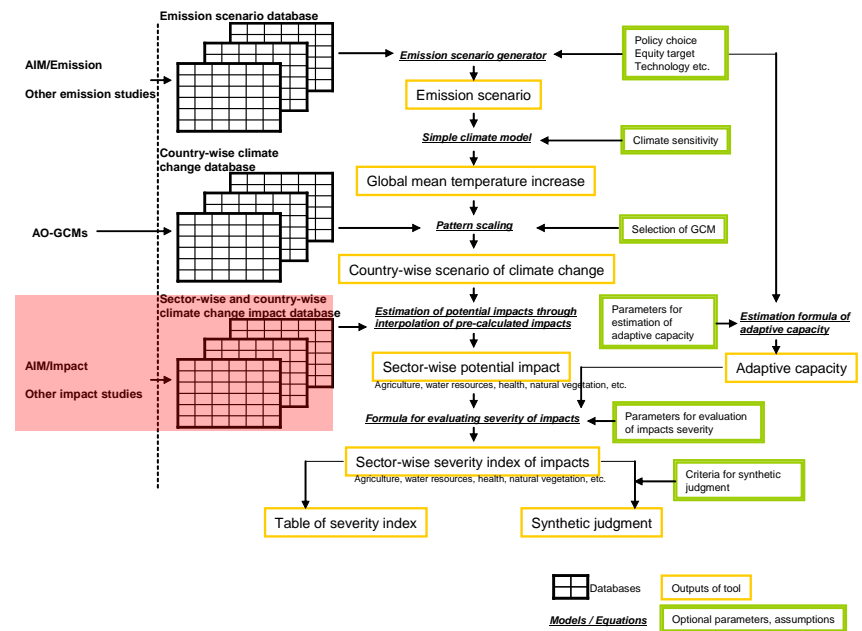 Emission scenario database
AIM/Emission
Other emission studies
Emission scenario generator
Policy choice
Equity target
Technology etc.
Emission scenario
Simple climate model
Climate sensitivity
Country-wise climate
change database
Global mean temperature increase
AO-GCMs
Pattern scaling
Selection of GCM
Country-wise scenario of climate change
Sector-wise and country-wise
climate change impact database
Estimation of potential impacts through
interpolation of pre-calculated impacts
Parameters for
estimation of
adaptive capacity
Estimation formula of
adaptive capacity
AIM/Impact
Other impact studies
Sector-wise potential impact
Agriculture, water resources, health, natural vegetation, etc.
Adaptive capacity
Formula for evaluating severity of impacts
Parameters for evaluation
of impacts severity
Sector-wise severity index of impacts
Agriculture, water resources, health, natural vegetation, etc.
Criteria for synthetic
judgment
Table of severity index
Synthetic judgment
Databases
Outputs of tool
Models / Equations
Optional parameters, assumptions